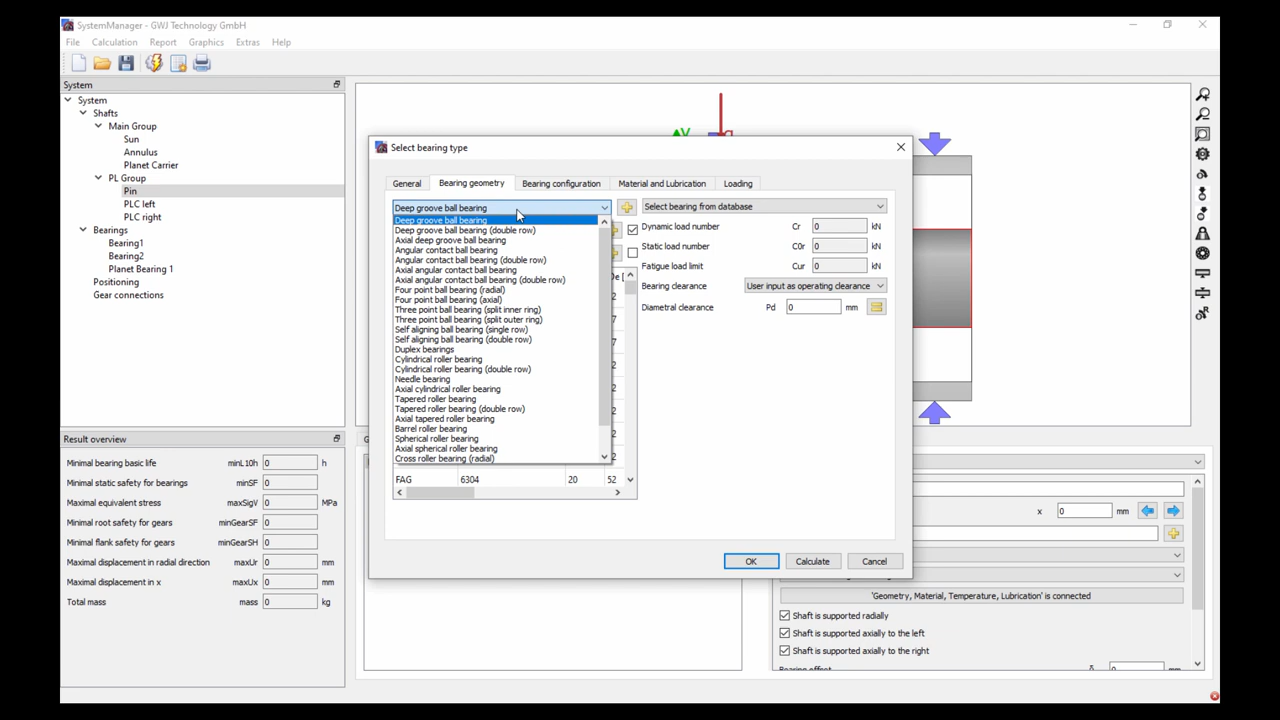 SystemManager - GWJ Technology GmbH
File Calculation Report Graphics Extras Help
System
System
Shafts
Main Group
Sun
Annulus
Planet Carrier
PL Group
Pin
PLC left
PLC right
Bearings
Bearing1
Bearing2
Planet Bearing 1
Positioning
Gear connections
Result overview
Minimal bearing basic life minL10h 0 h
Minimal static safety for bearings minSF 0
Maximal equivalent stress maxSigV 0 MPa
Minimal root safety for gears minGearSF 0
Minimal flank safety for gears minGearSH 0
Maximal displacement in radial direction maxUr 0 mm
Maximal displacement in x maxUx 0 mm
Total mass mass 0 kg
Select bearing type
General Bearing geometry Bearing configuration Material and Lubrication Loading
Deep groove ball bearing
Deep groove ball bearing
Deep groove ball bearing (double row)
Axial deep groove ball bearing
Angular contact ball bearing
Angular contact ball bearing (double row)
Axial angular contact ball bearing
Axial angular contact ball bearing (double row)
Four point ball bearing (radial)
Four point ball bearing (axial)
Three point ball bearing (split inner ring)
Three point ball bearing (split outer ring)
Self aligning ball bearing (single row)
Self aligning ball bearing (double row)
Duplex bearings
Cylindrical roller bearing
Cylindrical roller bearing (double row)
Needle bearing
Axial cylindrical roller bearing
Tapered roller bearing
Tapered roller bearing (double row)
Axial tapered roller bearing
Barrel roller bearing
Spherical roller bearing
Axial spherical roller bearing
Cross roller bearing (radial)
FAG 6304 20 52
Select bearing from database
Dynamic load number Cr 0 kN
Static load number C0r 0 kN
Fatigue load limit Cur 0 kN
Bearing clearance User input as operating clearance
Diametral clearance Pd 0 mm
OK Calculate Cancel
x 0 mm
'Geometry, Material, Temperature, Lubrication' is connected
Shaft is supported radially
Shaft is supported axially to the left
Shaft is supported axially to the right
Bearing offset δ 0 mm